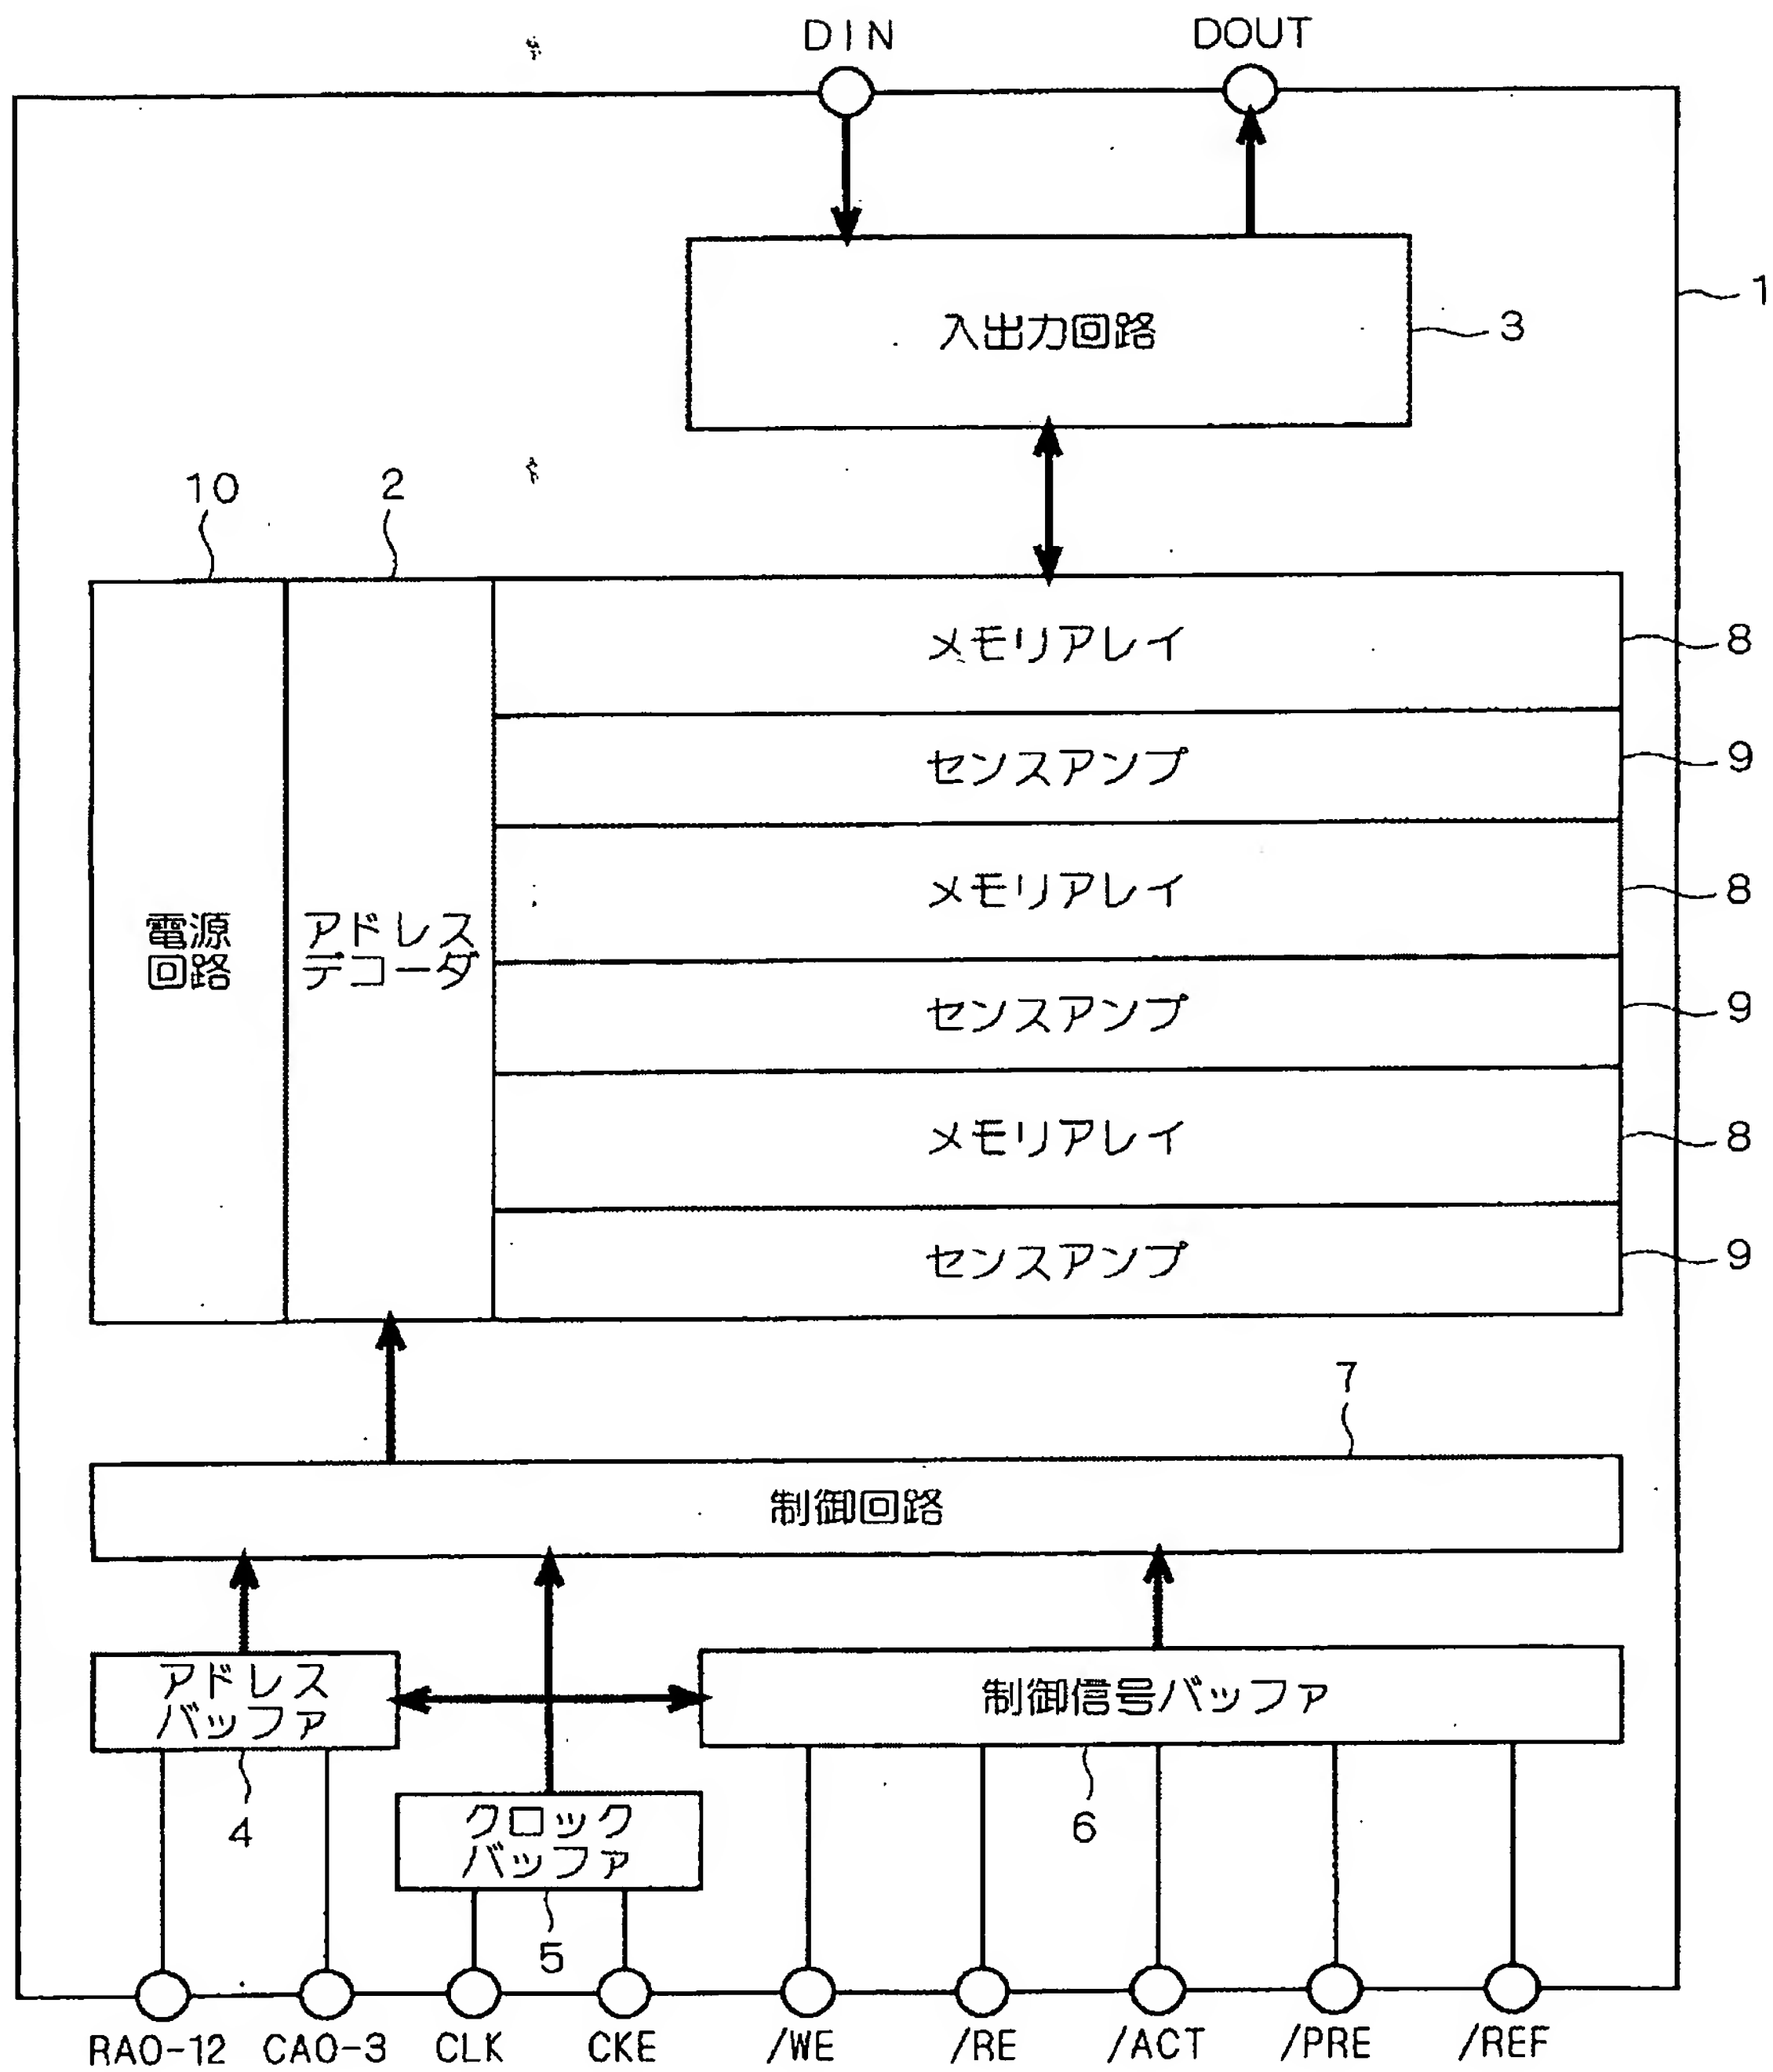 DIN
DOUT
1
入出力回路
3
10
2
メモリアレイ
8
センスアンプ
9
メモリアレイ
8
電源
回路
アドレス
デコーダ
センスアンプ
9
メモリアレイ
8
センスアンプ
9
7
制御回路
アドレス
バッファ
制御信号バッファ
4
クロック
バッファ
6
5
RA0-12
CA0-3
CLK
CKE
/WE
/RE
/ACT
/PRE
/REF